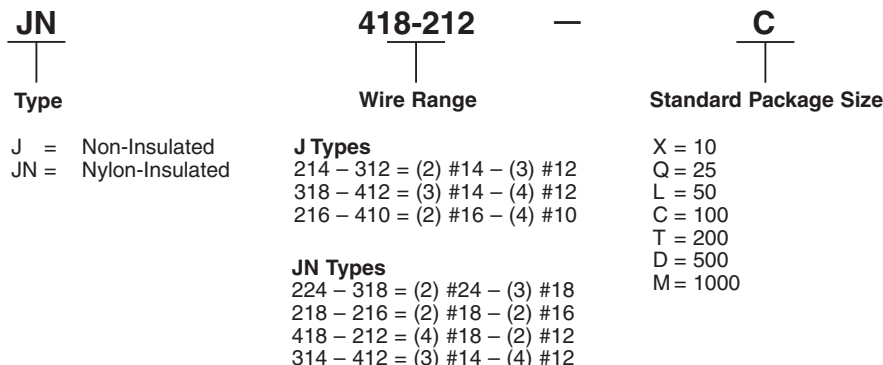 JN 418-212 — C
Type Wire Range Standard Package Size
J = Non-Insulated
JN = Nylon-Insulated
J Types
214 – 312 = (2) #14 – (3) #12
318 – 412 = (3) #14 – (4) #12
216 – 410 = (2) #16 – (4) #10
JN Types
224 – 318 = (2) #24 – (3) #18
218 – 216 = (2) #18 – (2) #16
418 – 212 = (4) #18 – (2) #12
314 – 412 = (3) #14 – (4) #12
X = 10
Q = 25
L = 50
C = 100
T = 200
D = 500
M = 1000